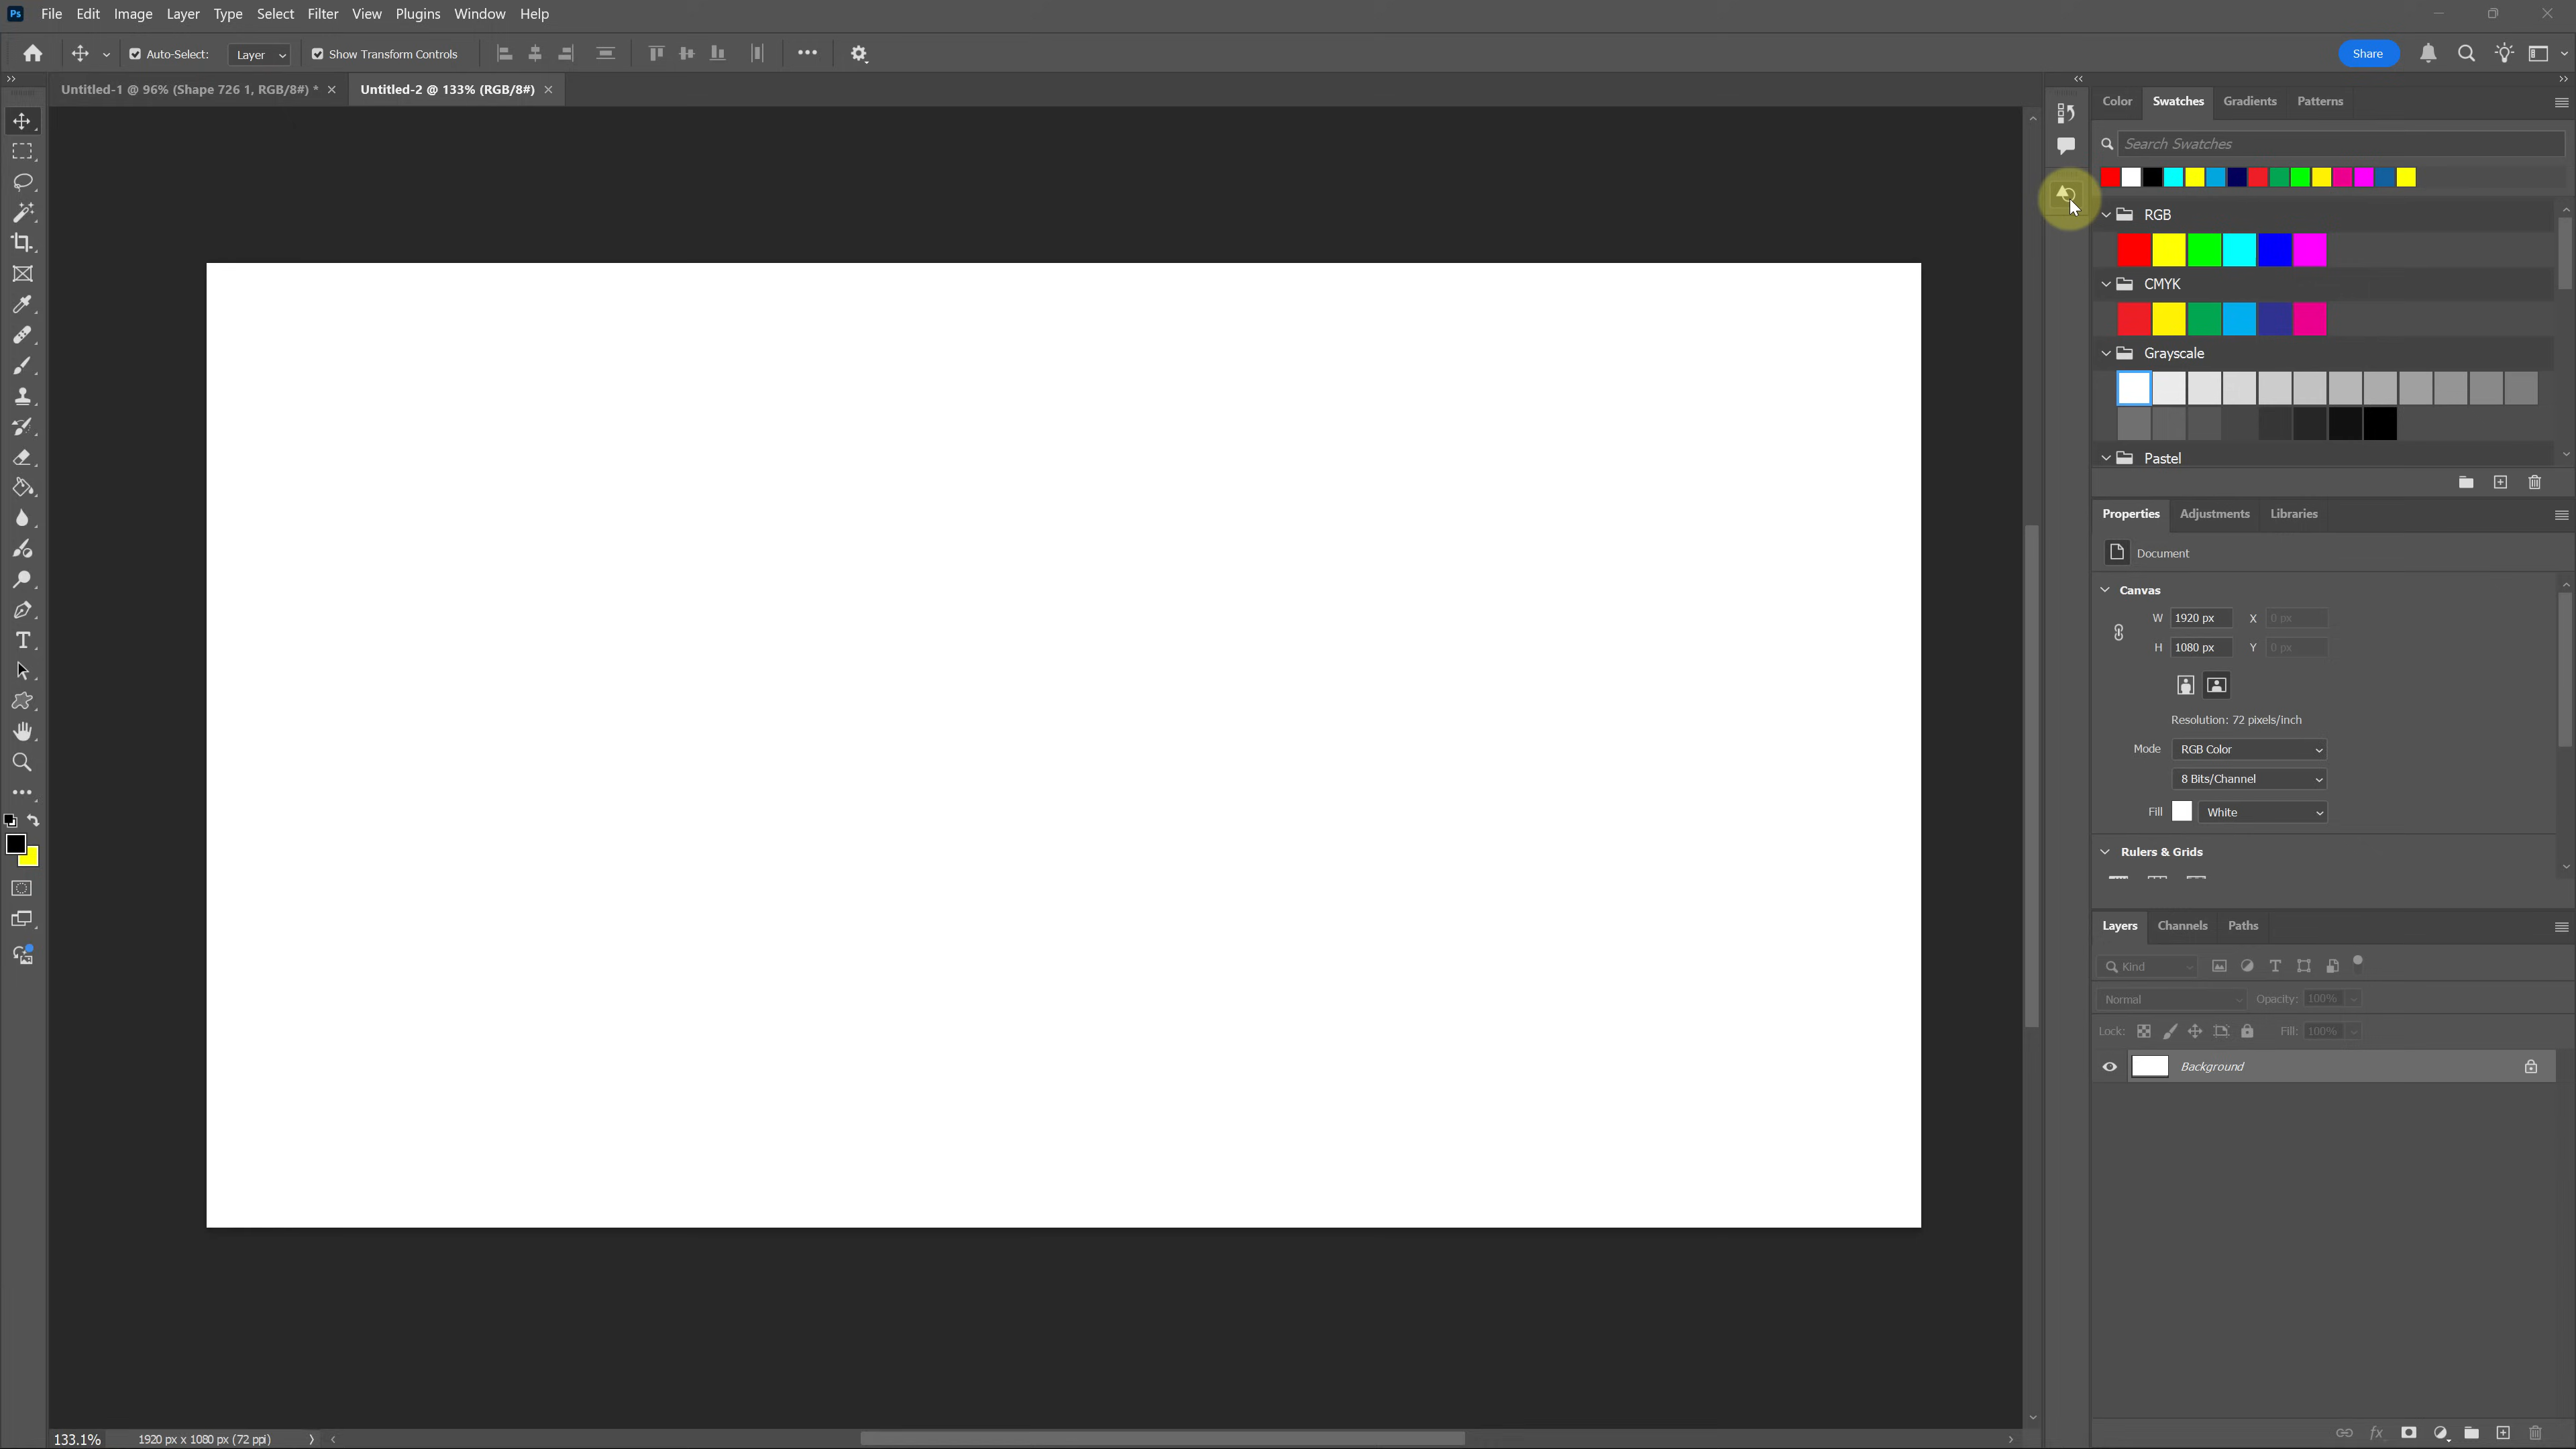 Ps File Edit Image Layer Type Select Filter View Plugins Window Help
Auto-Select: Layer Show Transform Controls Share
Untitled-1 @ 96% (Shape 726 1, RGB/8#) * Untitled-2 @ 133% (RGB/8#)
Color Swatches Gradients Patterns
Search Swatches
RGB
CMYK
Grayscale
Pastel
Properties Adjustments Libraries
Document
Canvas
W 1920 px X 0 px
H 1080 px Y 0 px
Resolution: 72 pixels/inch
Mode RGB Color
8 Bits/Channel
Fill White
Rulers & Grids
Layers Channels Paths
Kind
Normal Opacity: 100%
Lock: Fill: 100%
Background
fx
133.1% 1920 px x 1080 px (72 ppi)